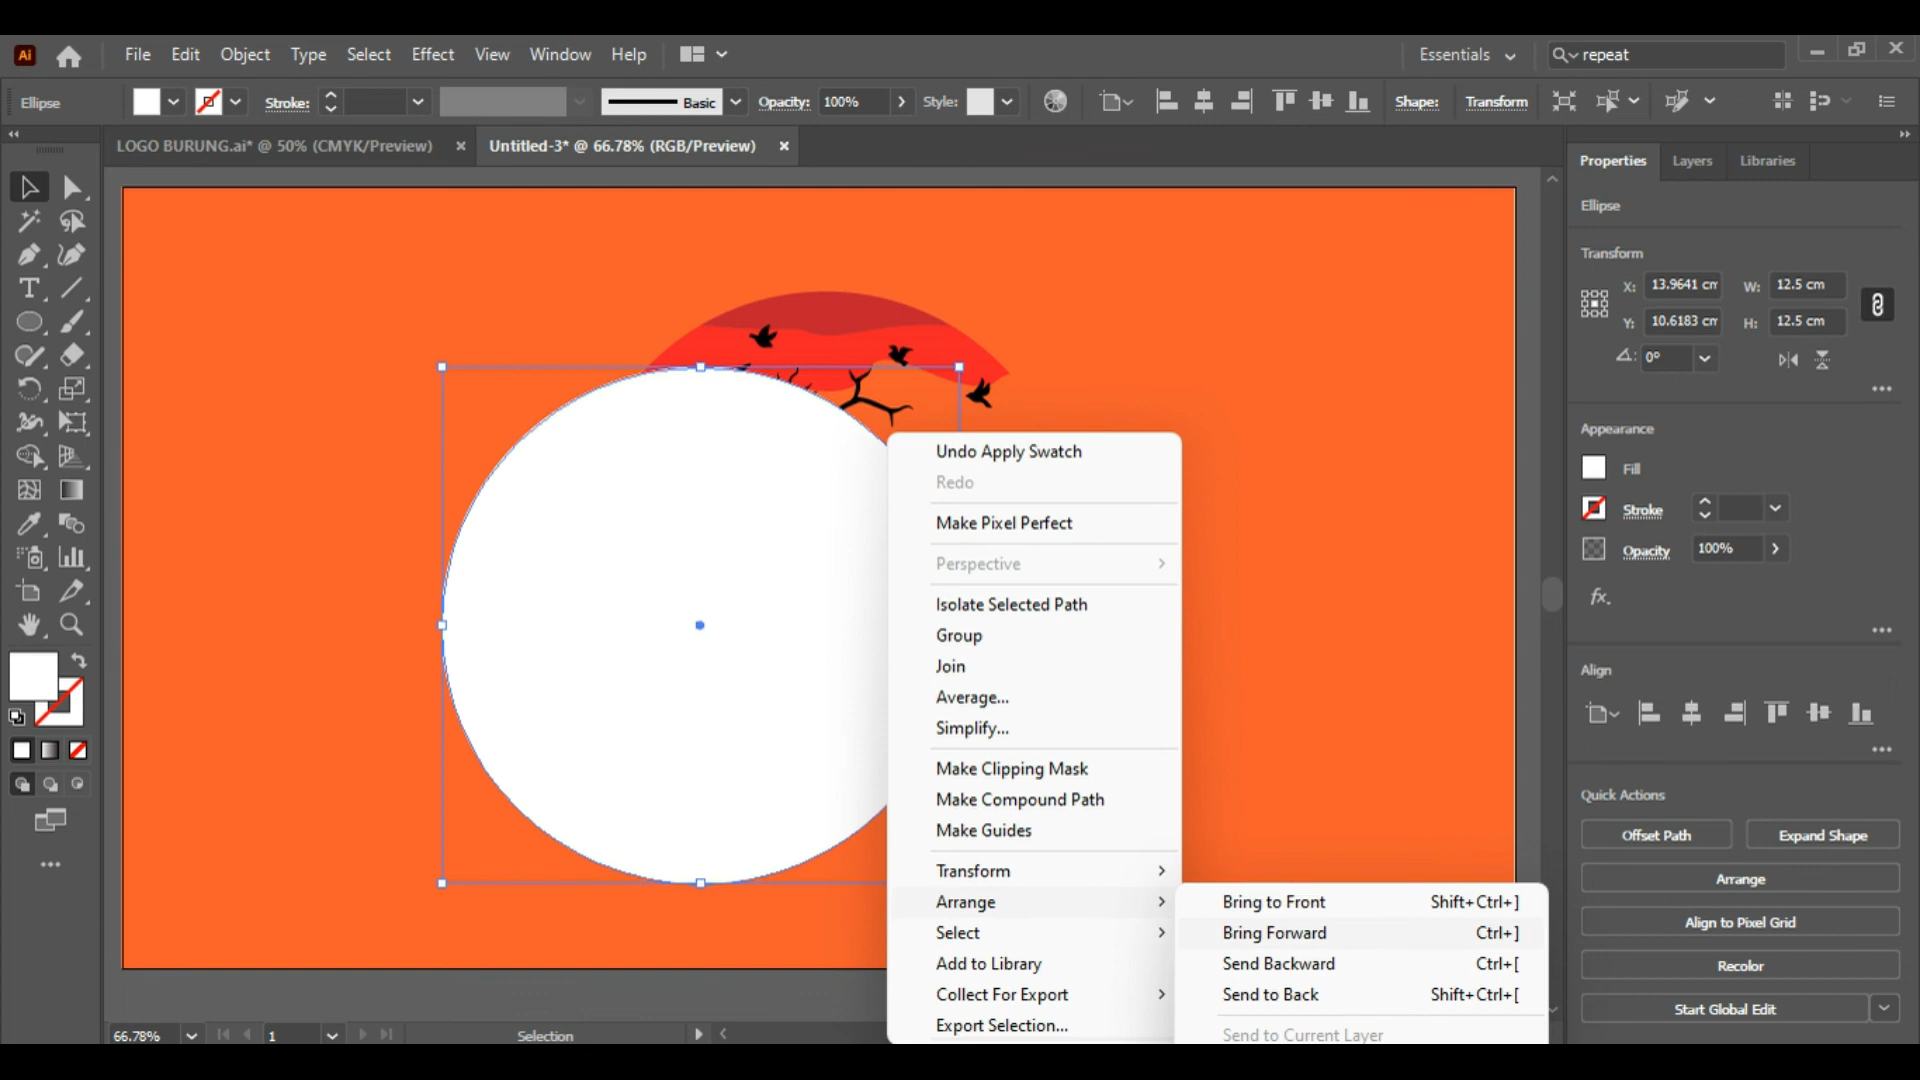 Ai File Edit Object Type Select Effect View Window Help Essentials repeat
Ellipse Stroke: Basic Opacity: 100% Style: Shape: Transform
LOGO BURUNG.ai* @ 50% (CMYK/Preview) × Untitled-3* @ 66.78% (RGB/Preview) ×
Properties Layers Libraries
Ellipse
Transform
X: 13.9641 cm W: 12.5 cm
Y: 10.6183 cm H: 12.5 cm
0°
Appearance
Fill
Stroke
Opacity 100%
fx.
Align
Quick Actions
Offset Path Expand Shape
Arrange
Align to Pixel Grid
Recolor
Start Global Edit
Undo Apply Swatch
Redo
Make Pixel Perfect
Perspective
Isolate Selected Path
Group
Join
Average...
Simplify...
Make Clipping Mask
Make Compound Path
Make Guides
Transform
Arrange
Select
Add to Library
Collect For Export
Export Selection...
Bring to Front Shift+Ctrl+]
Bring Forward Ctrl+]
Send Backward Ctrl+[
Send to Back Shift+Ctrl+[
Send to Current Layer
66.78% 1 Selection